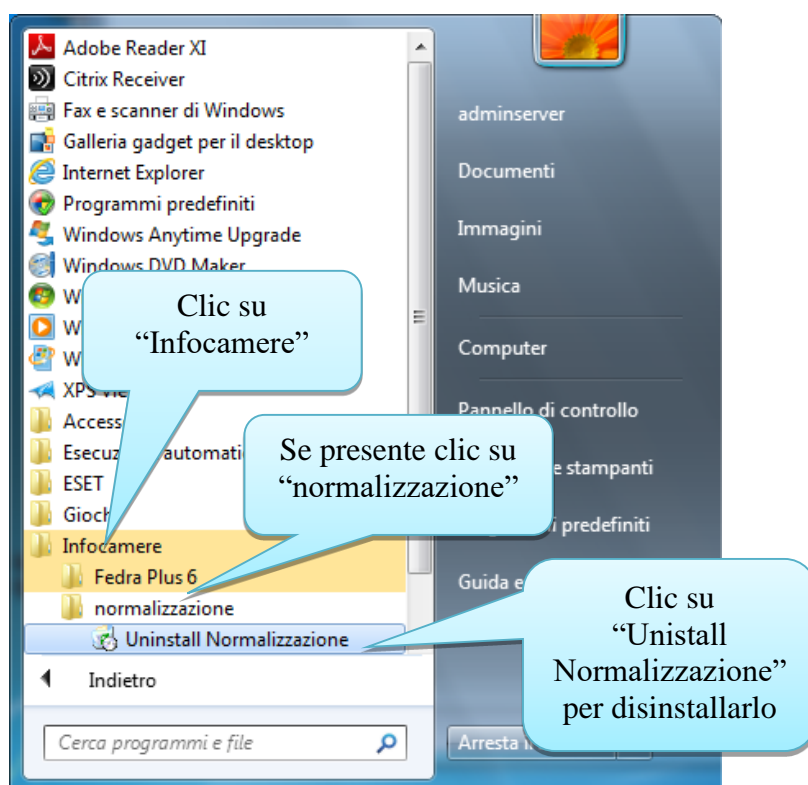 Adobe Reader XI
Citrix Receiver
Fax e scanner di Windows
Galleria gadget per il desktop
Internet Explorer
Programmi predefiniti
Windows Anytime Upgrade
Windows DVD Maker
W
W
W
XPS
Access
Esecuz automati
ESET
Gioch
Infocamere
Fedra Plus 6
normalizzazione
Uninstall Normalizzazione
Indietro
Cerca programmi e file
adminserver
Documenti
Immagini
Musica
Computer
Pannello di controllo
e stampanti
i predefiniti
Guida e
Arresta
Clic su
“Infocamere”
Se presente clic su
“normalizzazione”
Clic su
“Unistall
Normalizzazione”
per disinstallarlo